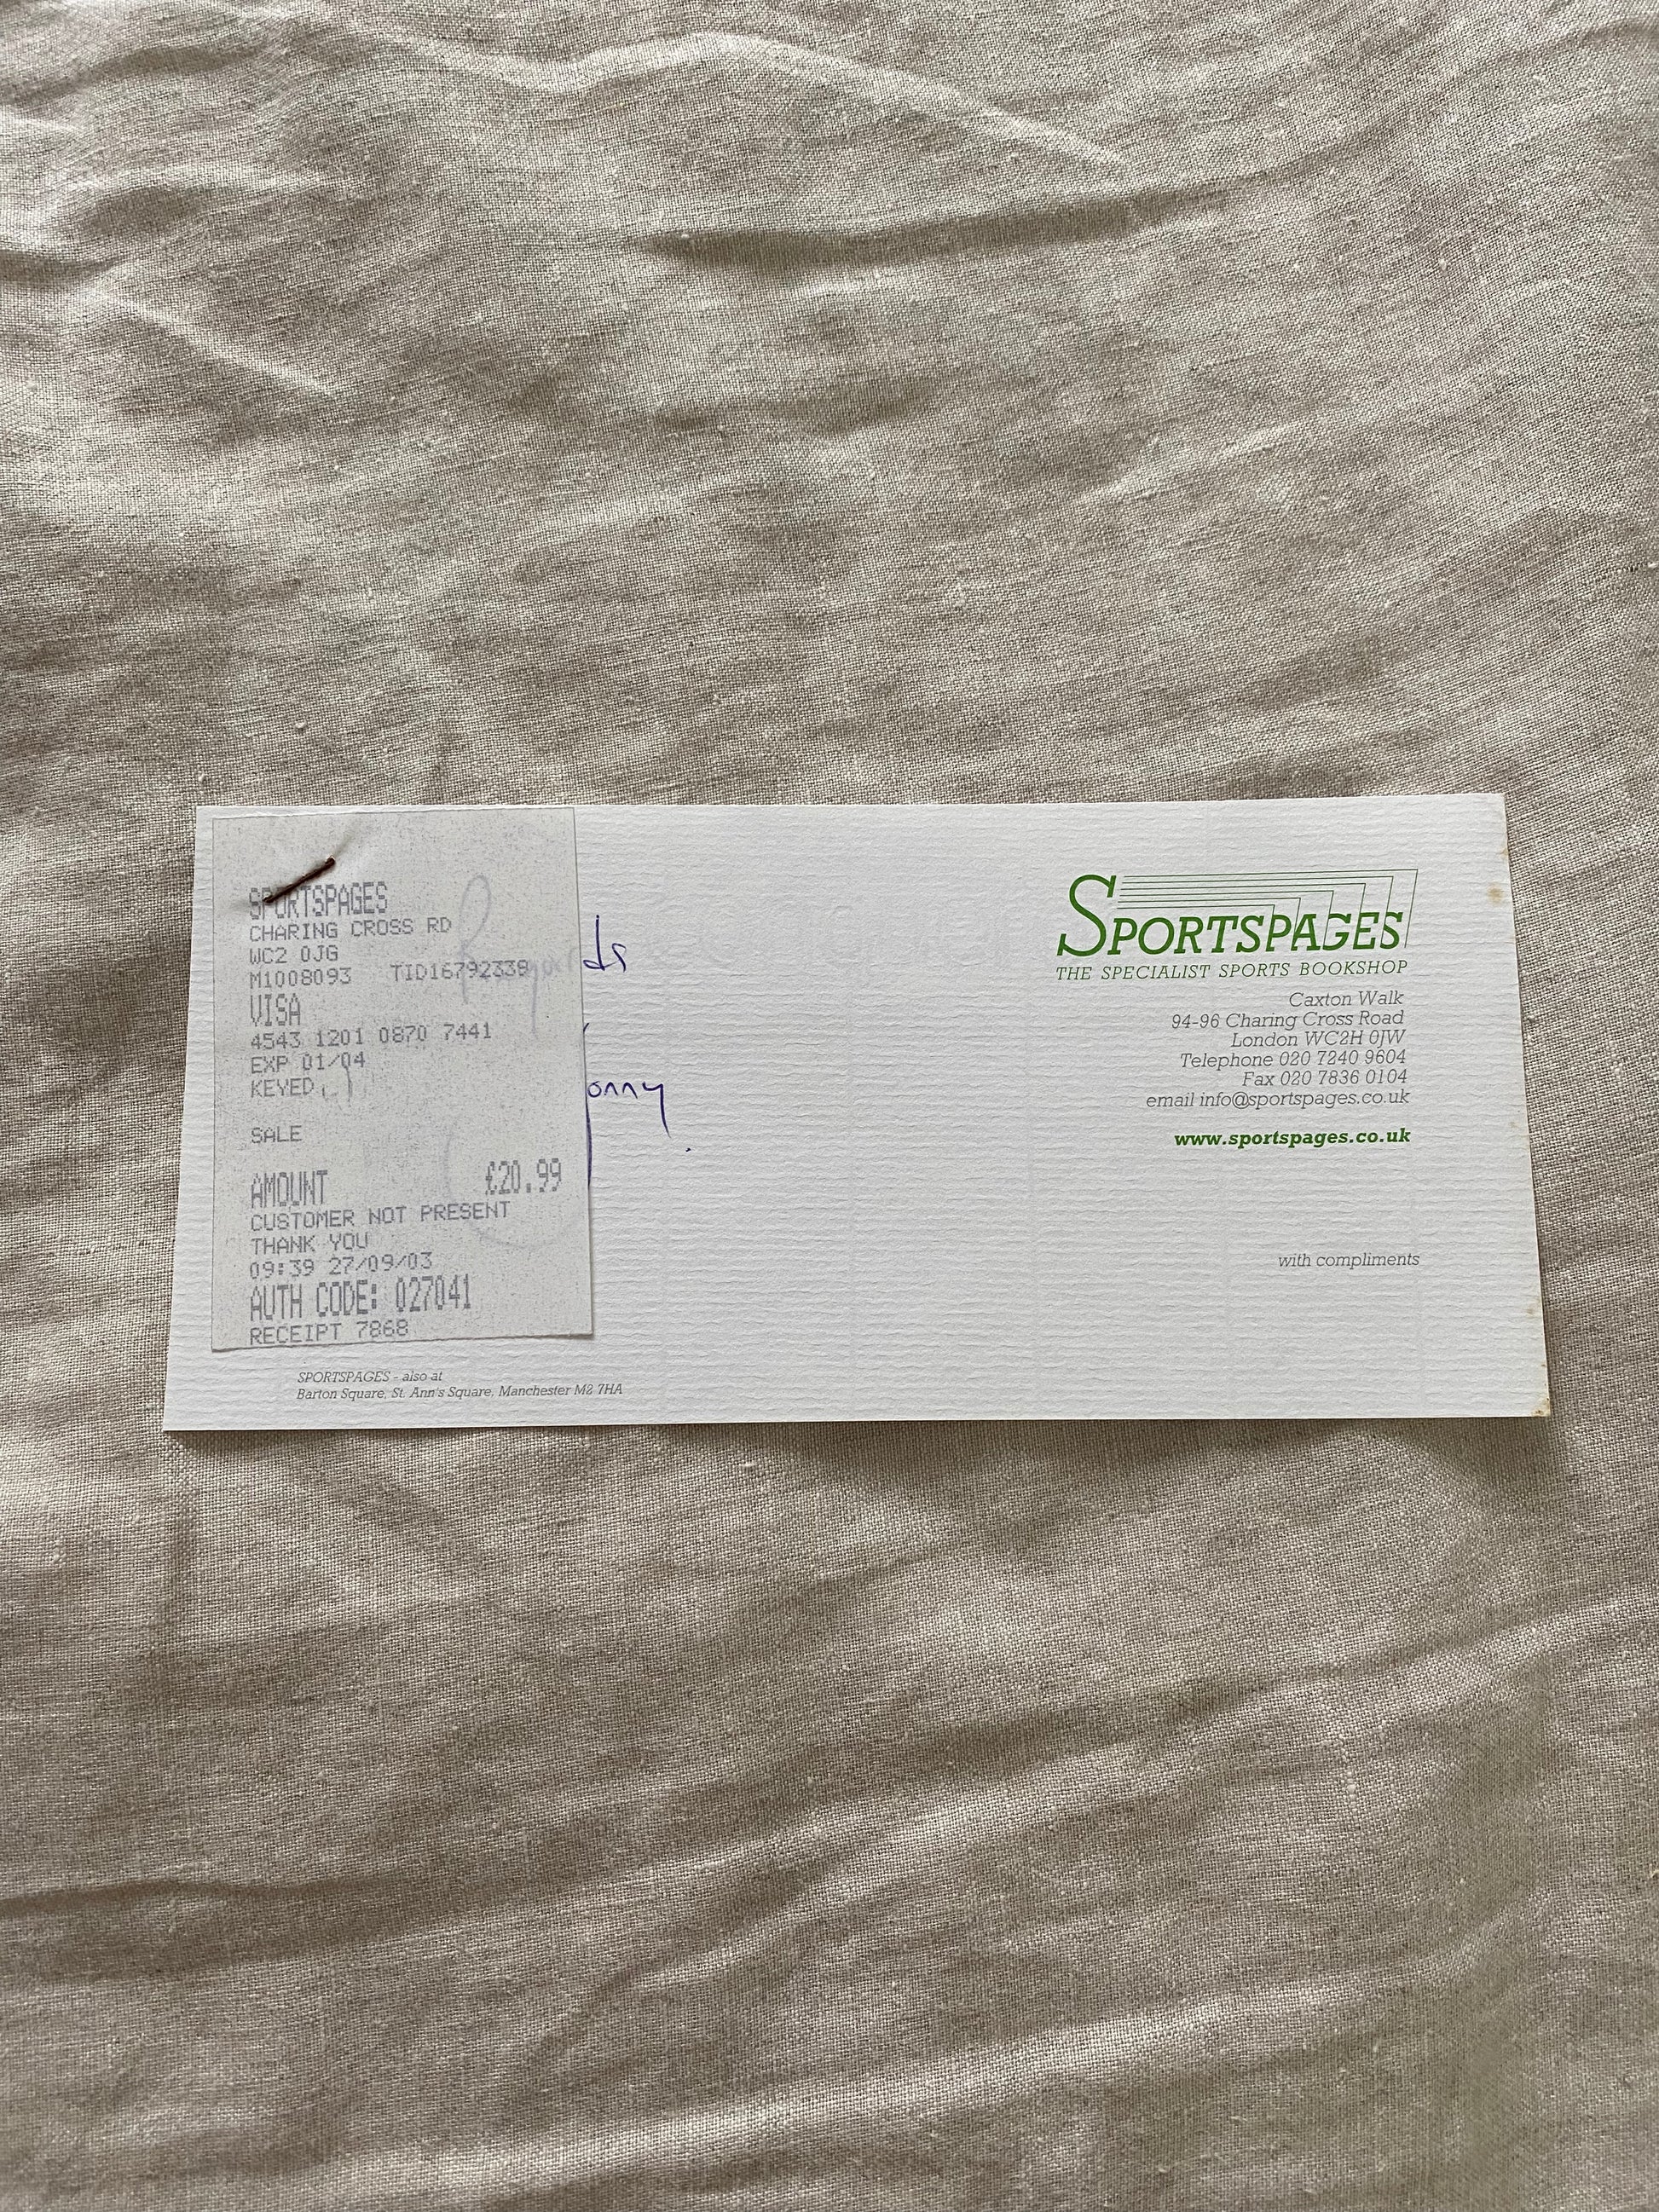 SPORTSPAGES
CHARING CROSS RD
WC2 0JG
M1008093 TID16792339
VISA
4543 1201 0870 7441
EXP 01/04
KEYED
SALE
AMOUNT £20.99
CUSTOMER NOT PRESENT
THANK YOU
09:39 27/09/03
AUTH CODE: 027041
RECEIPT 7868
Regards
Jonny
SPORTSPAGES
THE SPECIALIST SPORTS BOOKSHOP
Caxton Walk
94-96 Charing Cross Road
London WC2H 0JW
Telephone 020 7240 9604
Fax 020 7836 0104
email info@sportspages.co.uk
www.sportspages.co.uk
with compliments
SPORTSPAGES - also at
Barton Square, St. Ann's Square, Manchester M2 7HA